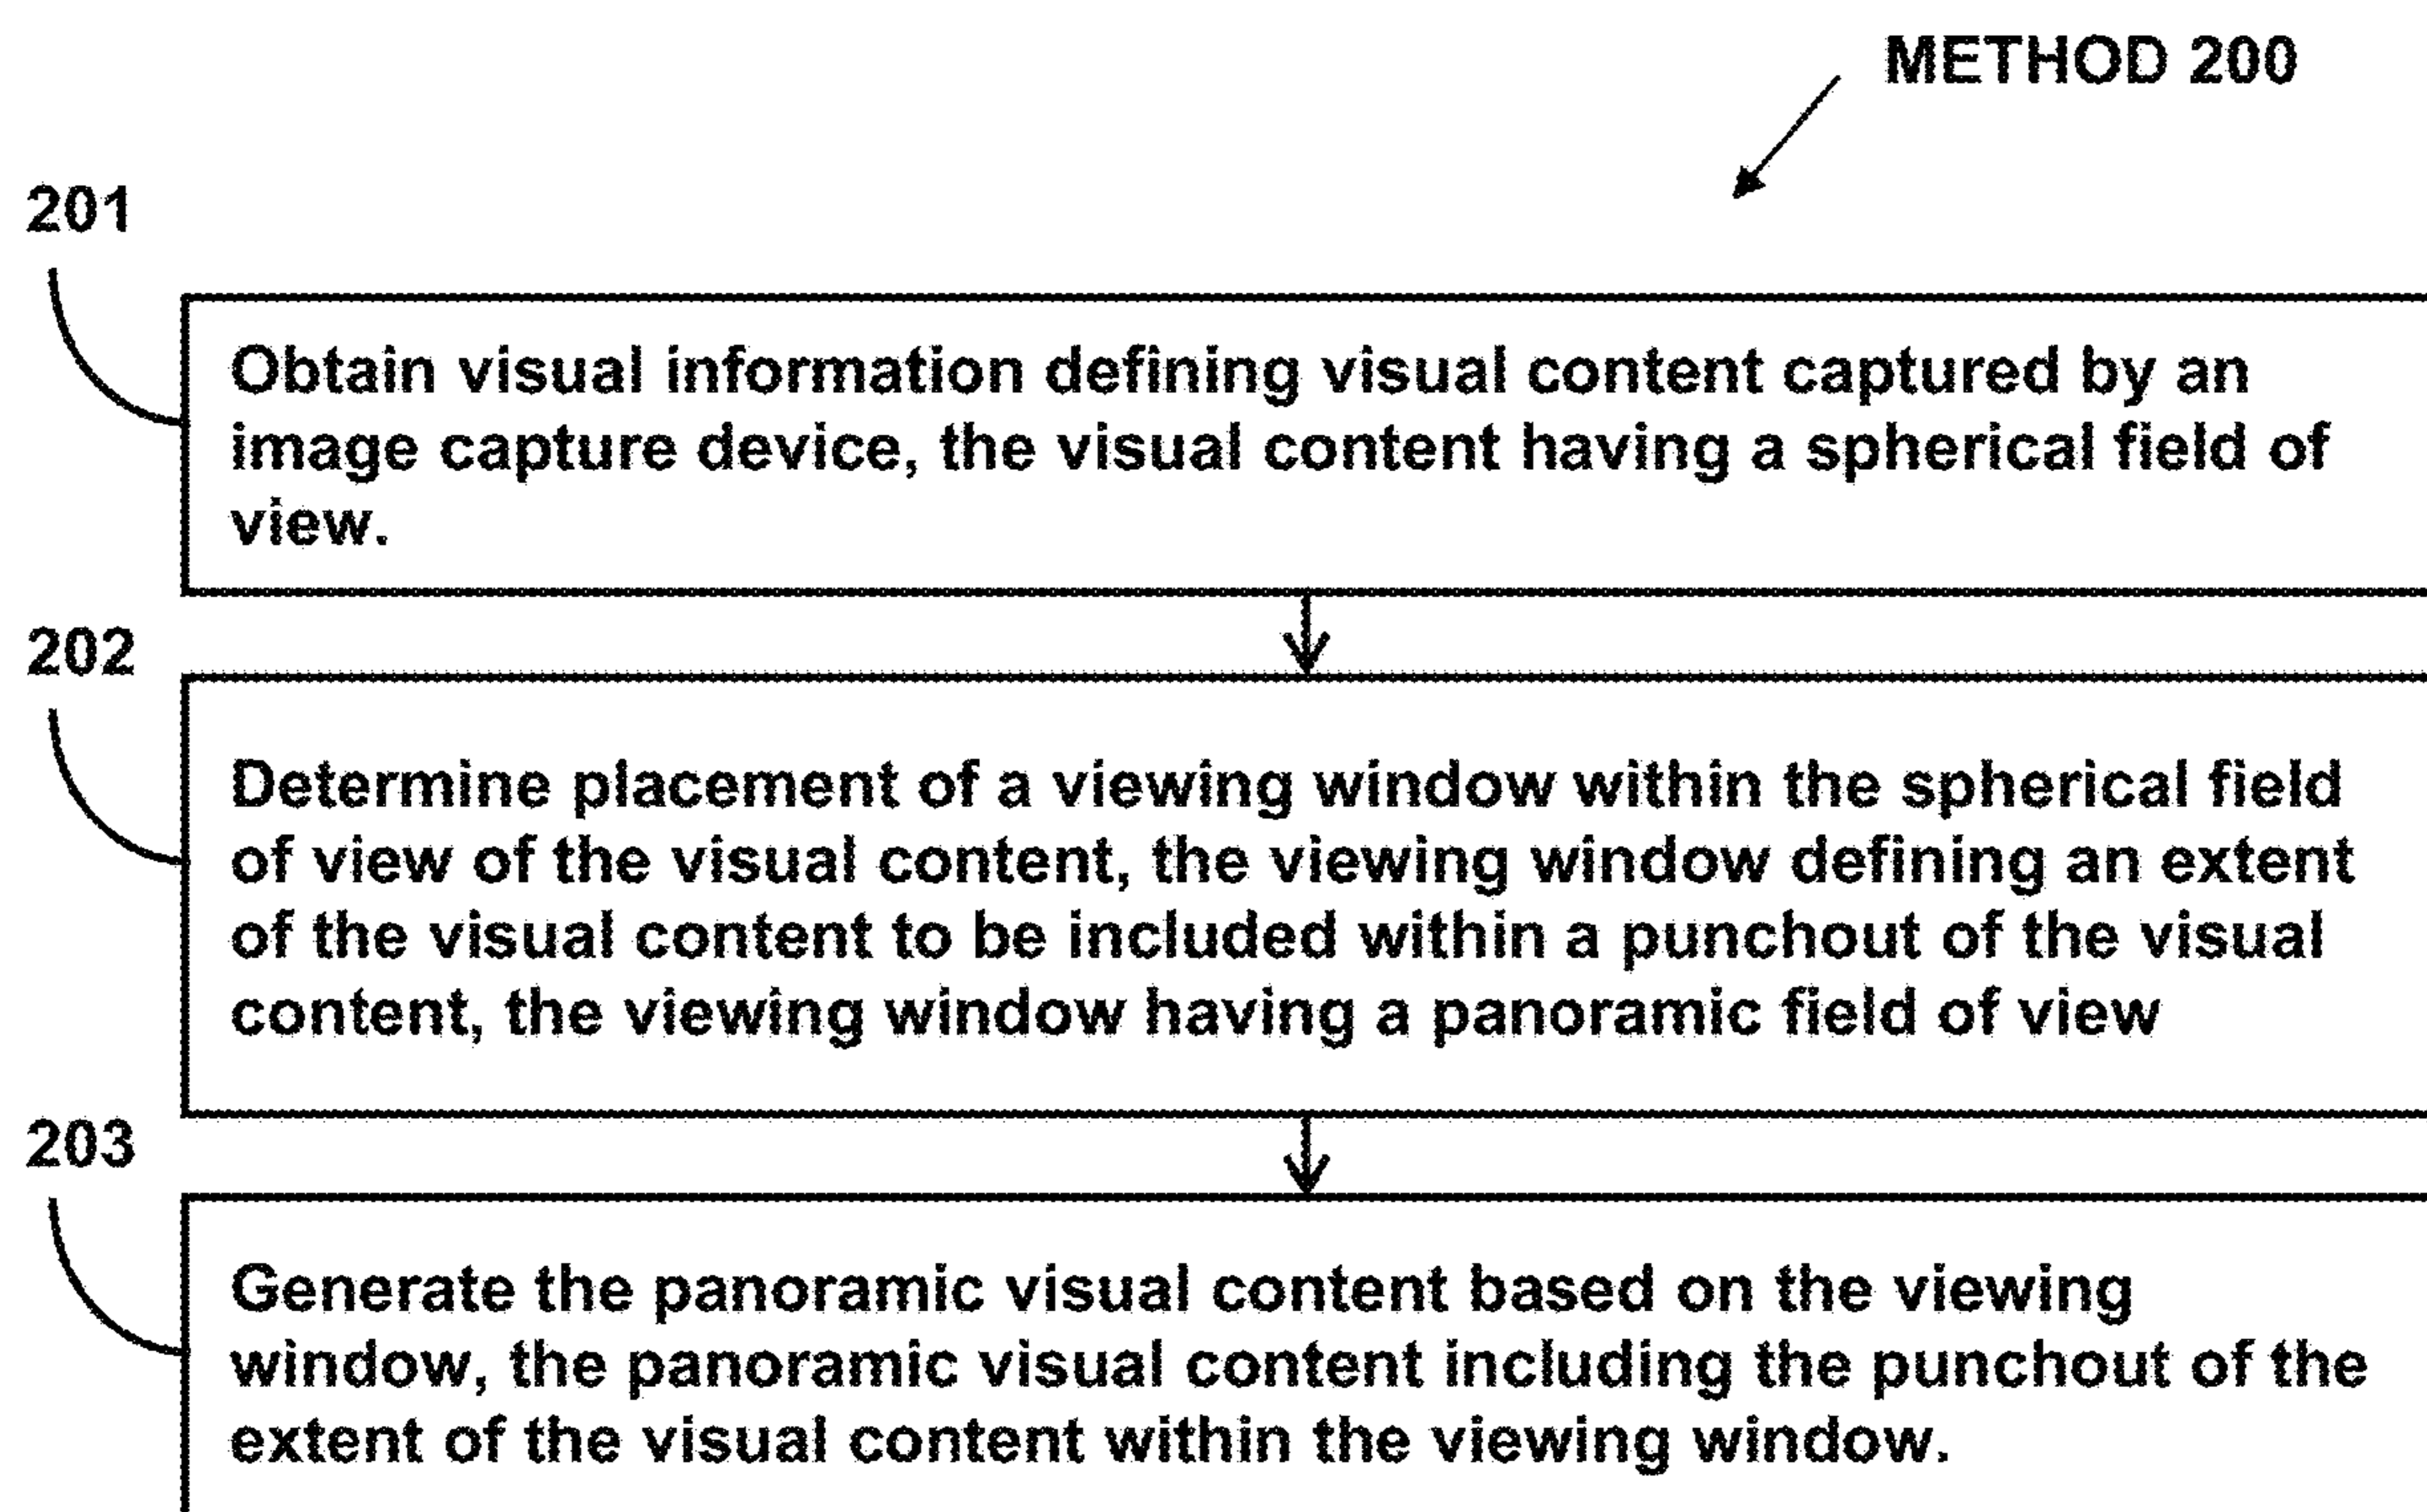 METHOD 200
201
Obtain visual information defining visual content captured by an
image capture device, the visual content having a spherical field of
view.
202
Determine placement of a viewing window within the spherical field
of view of the visual content, the viewing window defining an extent
of the visual content to be included within a punchout of the visual
content, the viewing window having a panoramic field of view
203
Generate the panoramic visual content based on the viewing
window, the panoramic visual content including the punchout of the
extent of the visual content within the viewing window.